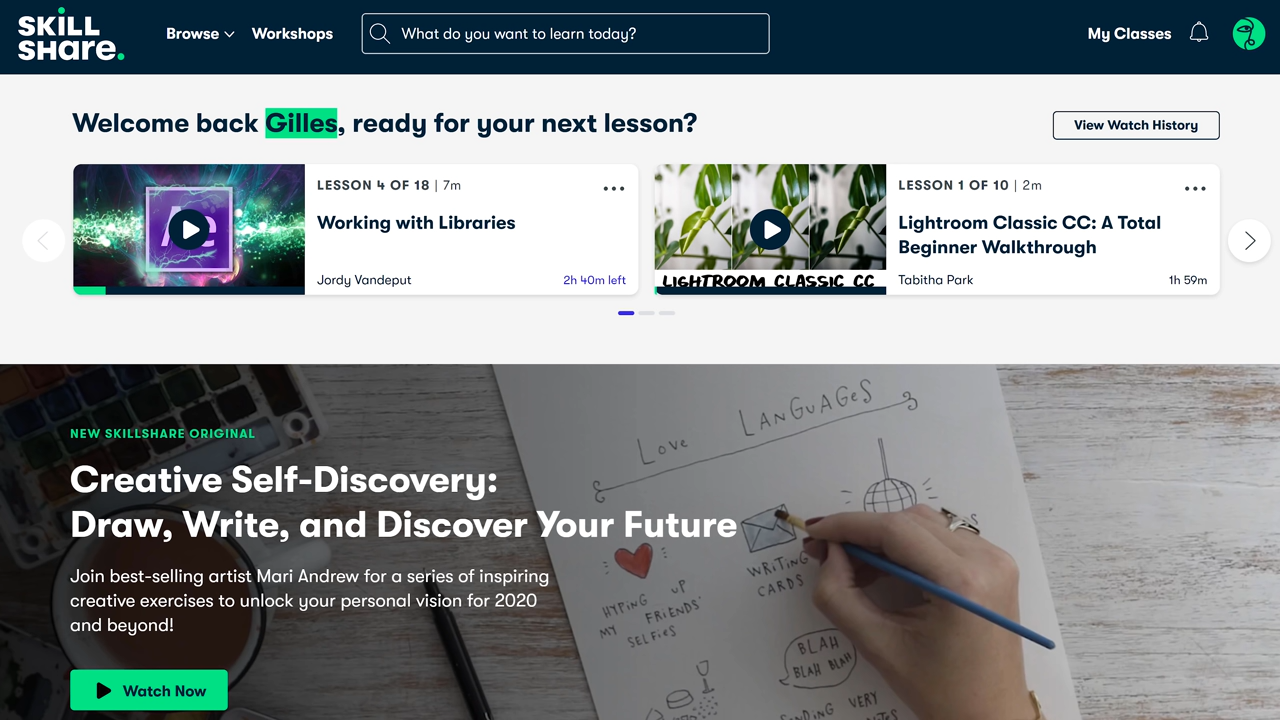 SKILL
SHARE.
Browse
Workshops
What do you want to learn today?
My Classes
Welcome back Gilles, ready for your next lesson?
View Watch History
Ae
LESSON 4 OF 18 | 7m
Working with Libraries
Jordy Vandeput
2h 40m left
LIGHTROOM CLASSIC CC
LESSON 1 OF 10 | 2m
Lightroom Classic CC: A Total
Beginner Walkthrough
Tabitha Park
1h 59m
NEW SKILLSHARE ORIGINAL
Creative Self-Discovery:
Draw, Write, and Discover Your Future
Join best-selling artist Mari Andrew for a series of inspiring
creative exercises to unlock your personal vision for 2020
and beyond!
Watch Now
Love LANGUAGES
HYPING UP
MY FRIENDS'
SELFIES
WRITING
CARDS
BLAH
BLAH BLAH
VERY